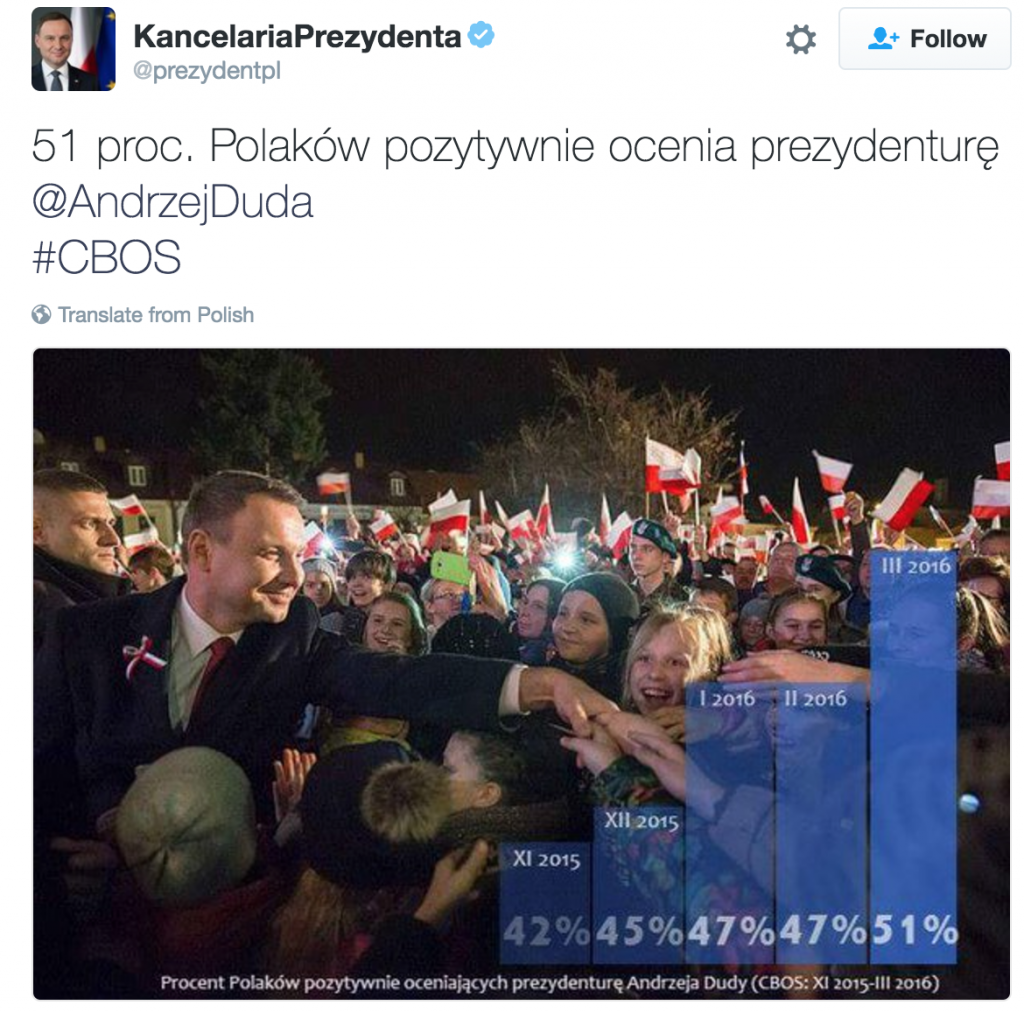 KancelariaPrezydenta
@prezydentpl
Follow
51 proc. Polaków pozytywnie ocenia prezydenturę
@AndrzejDuda
#CBOS
Translate from Polish
III 2016
I 2016
II 2016
XII 2015
XI 2015
42% 45% 47% 47% 51%
Procent Polaków pozytywnie oceniających prezydenturę Andrzeja Dudy (CBOS: XI 2015-III 2016)